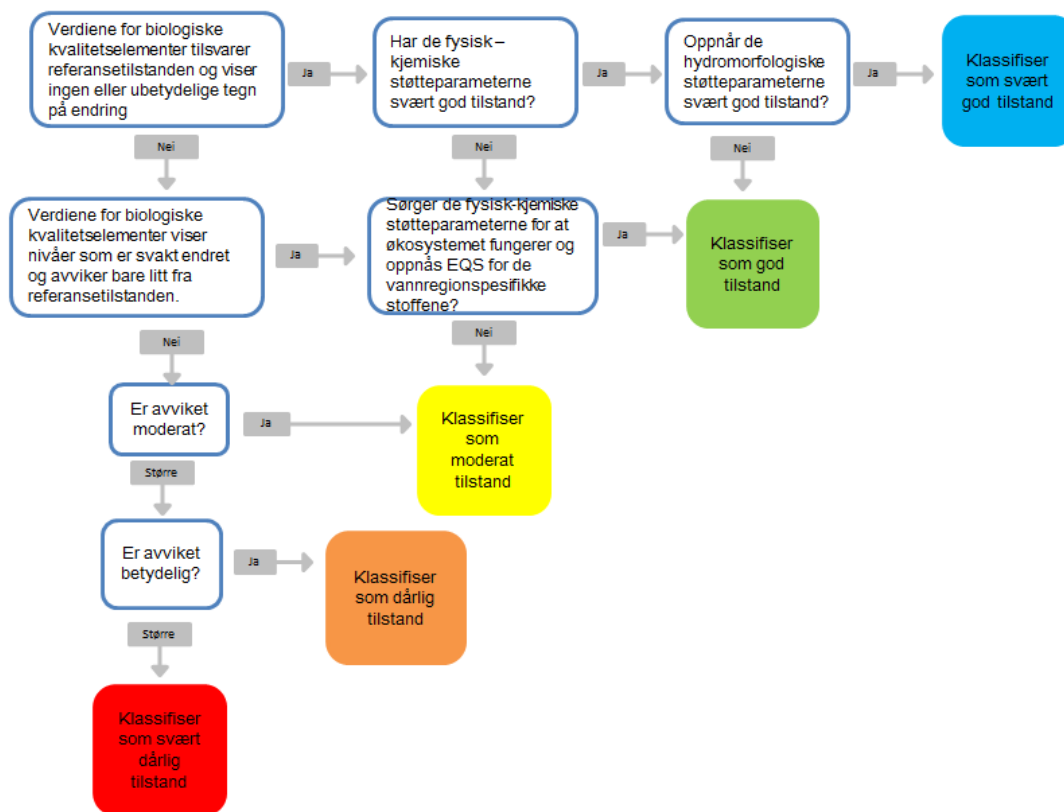 Verdiene for biologiske
kvalitetselementer tilsvarer
referansetilstanden og viser
ingen eller ubetydelige tegn
på endring
Ja
Har de fysisk –
kjemiske
støtteparameterne
svært god tilstand?
Ja
Oppnår de
hydromorfologiske
støtteparameterne
svært god tilstand?
Ja
Klassifiser
som svært
god tilstand
Nei
Nei
Nei
Verdiene for biologiske
kvalitetselementer viser
nivåer som er svakt endret
og avviker bare litt fra
referansetilstanden.
Ja
Sørger de fysisk-kjemiske
støtteparameterne for at
økosystemet fungerer og
oppnås EQS for de
vannregionspesifikke
stoffene?
Ja
Klassifiser
som god
tilstand
Nei
Nei
Er avviket
moderat?
Ja
Klassifiser
som
moderat
tilstand
Større
Er avviket
betydelig?
Ja
Klassifiser
som dårlig
tilstand
Større
Klassifiser
som svært
dårlig
tilstand